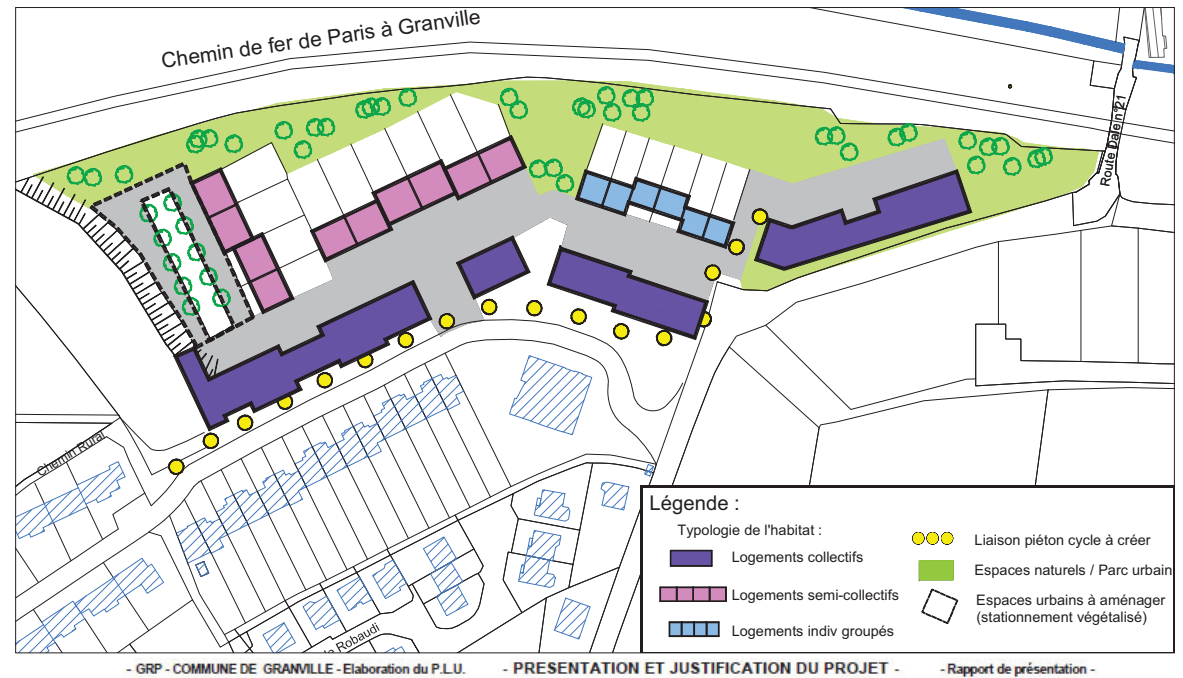 Chemin de fer de Paris à Granville
Route Dale n°21
Chemin Rural
de Robaudi
Légende :
Typologie de l'habitat :
Logements collectifs
Logements semi-collectifs
Logements indiv groupés
Liaison piéton cycle à créer
Espaces naturels / Parc urbain
Espaces urbains à aménager
(stationnement végétalisé)
- GRP - COMMUNE DE GRANVILLE - Elaboration du P.L.U. - PRESENTATION ET JUSTIFICATION DU PROJET - - Rapport de présentation -